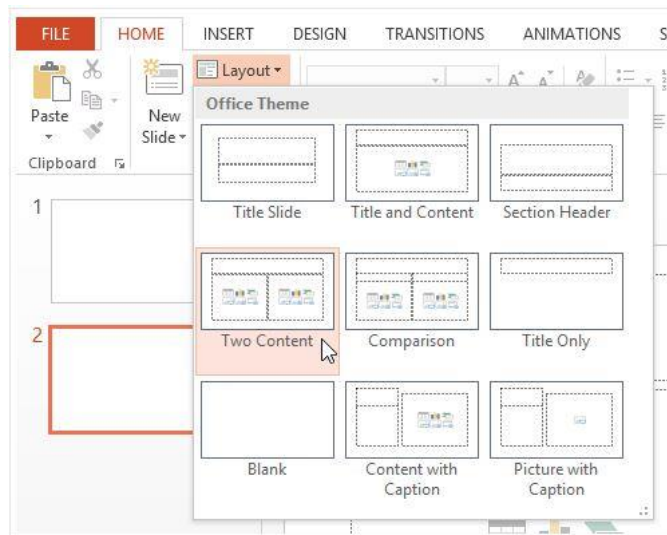 FILE HOME INSERT DESIGN TRANSITIONS ANIMATIONS S
Layout
Paste
New
Slide
Clipboard
Office Theme
Title Slide Title and Content Section Header
Two Content Comparison Title Only
Blank Content with Caption Picture with Caption
1
2